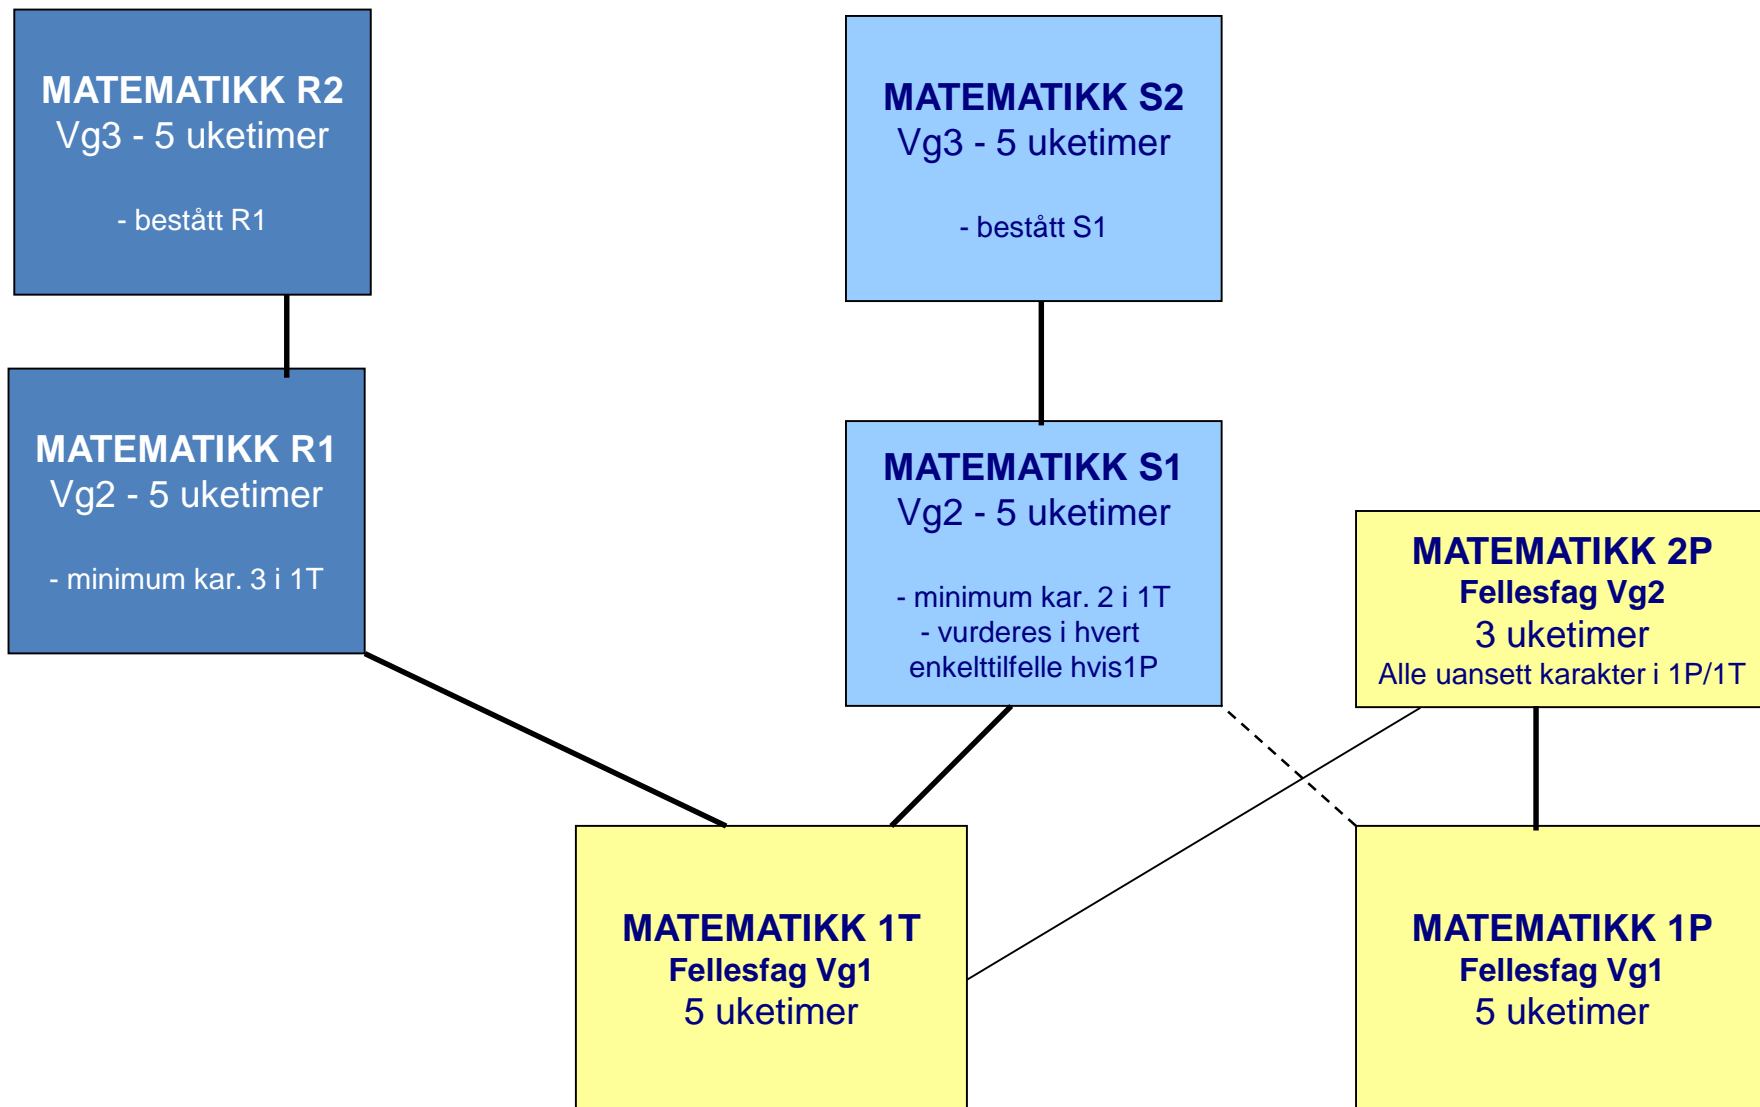 MATEMATIKK R2
Vg3 - 5 uketimer
- bestått R1
MATEMATIKK S2
Vg3 - 5 uketimer
- bestått S1
MATEMATIKK R1
Vg2 - 5 uketimer
- minimum kar. 3 i 1T
MATEMATIKK S1
Vg2 - 5 uketimer
- minimum kar. 2 i 1T
- vurderes i hvert
enkelttilfelle hvis1P
MATEMATIKK 2P
Fellesfag Vg2
3 uketimer
Alle uansett karakter i 1P/1T
MATEMATIKK 1T
Fellesfag Vg1
5 uketimer
MATEMATIKK 1P
Fellesfag Vg1
5 uketimer